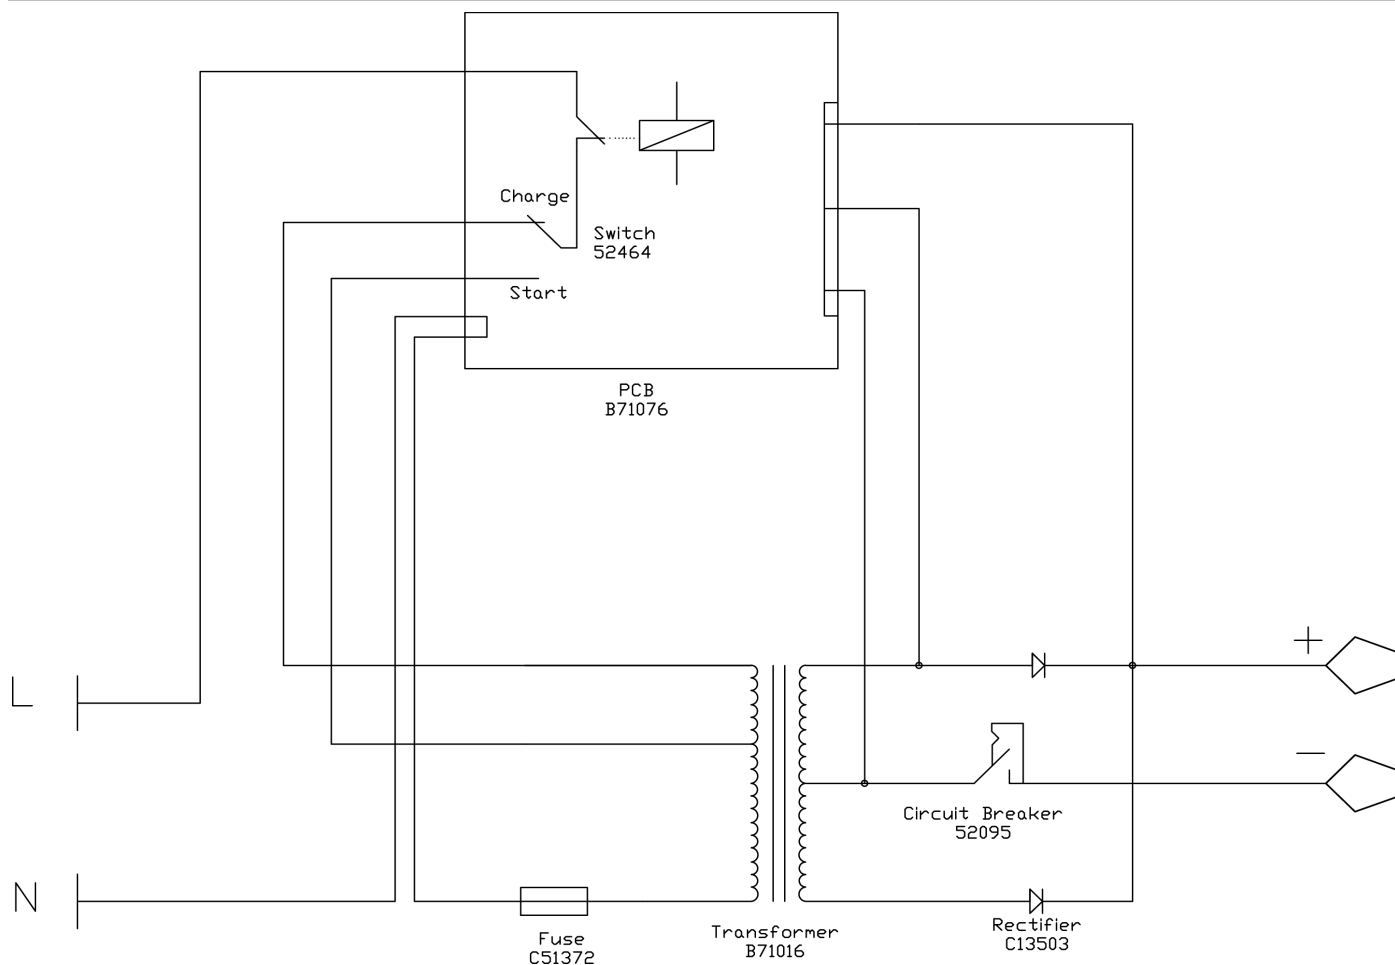 Charge
Switch
52464
Start
PCB
B71076
+
L
−
Circuit Breaker
52095
N
Fuse
C51372
Transformer
B71016
Rectifier
C13503